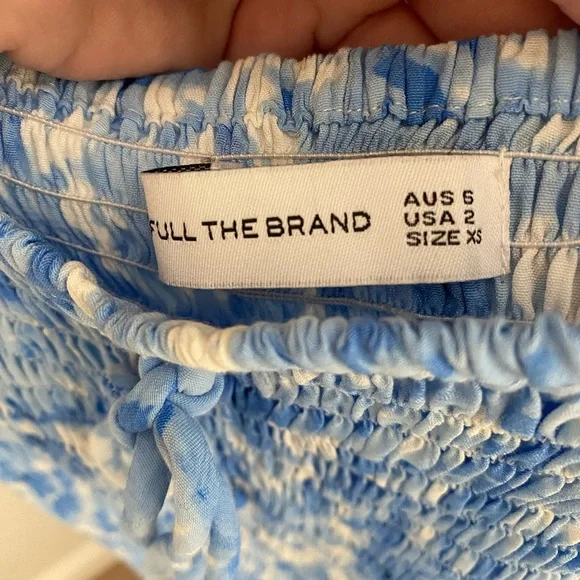 FULL THE BRAND
AUS 6
USA 2
SIZE XS